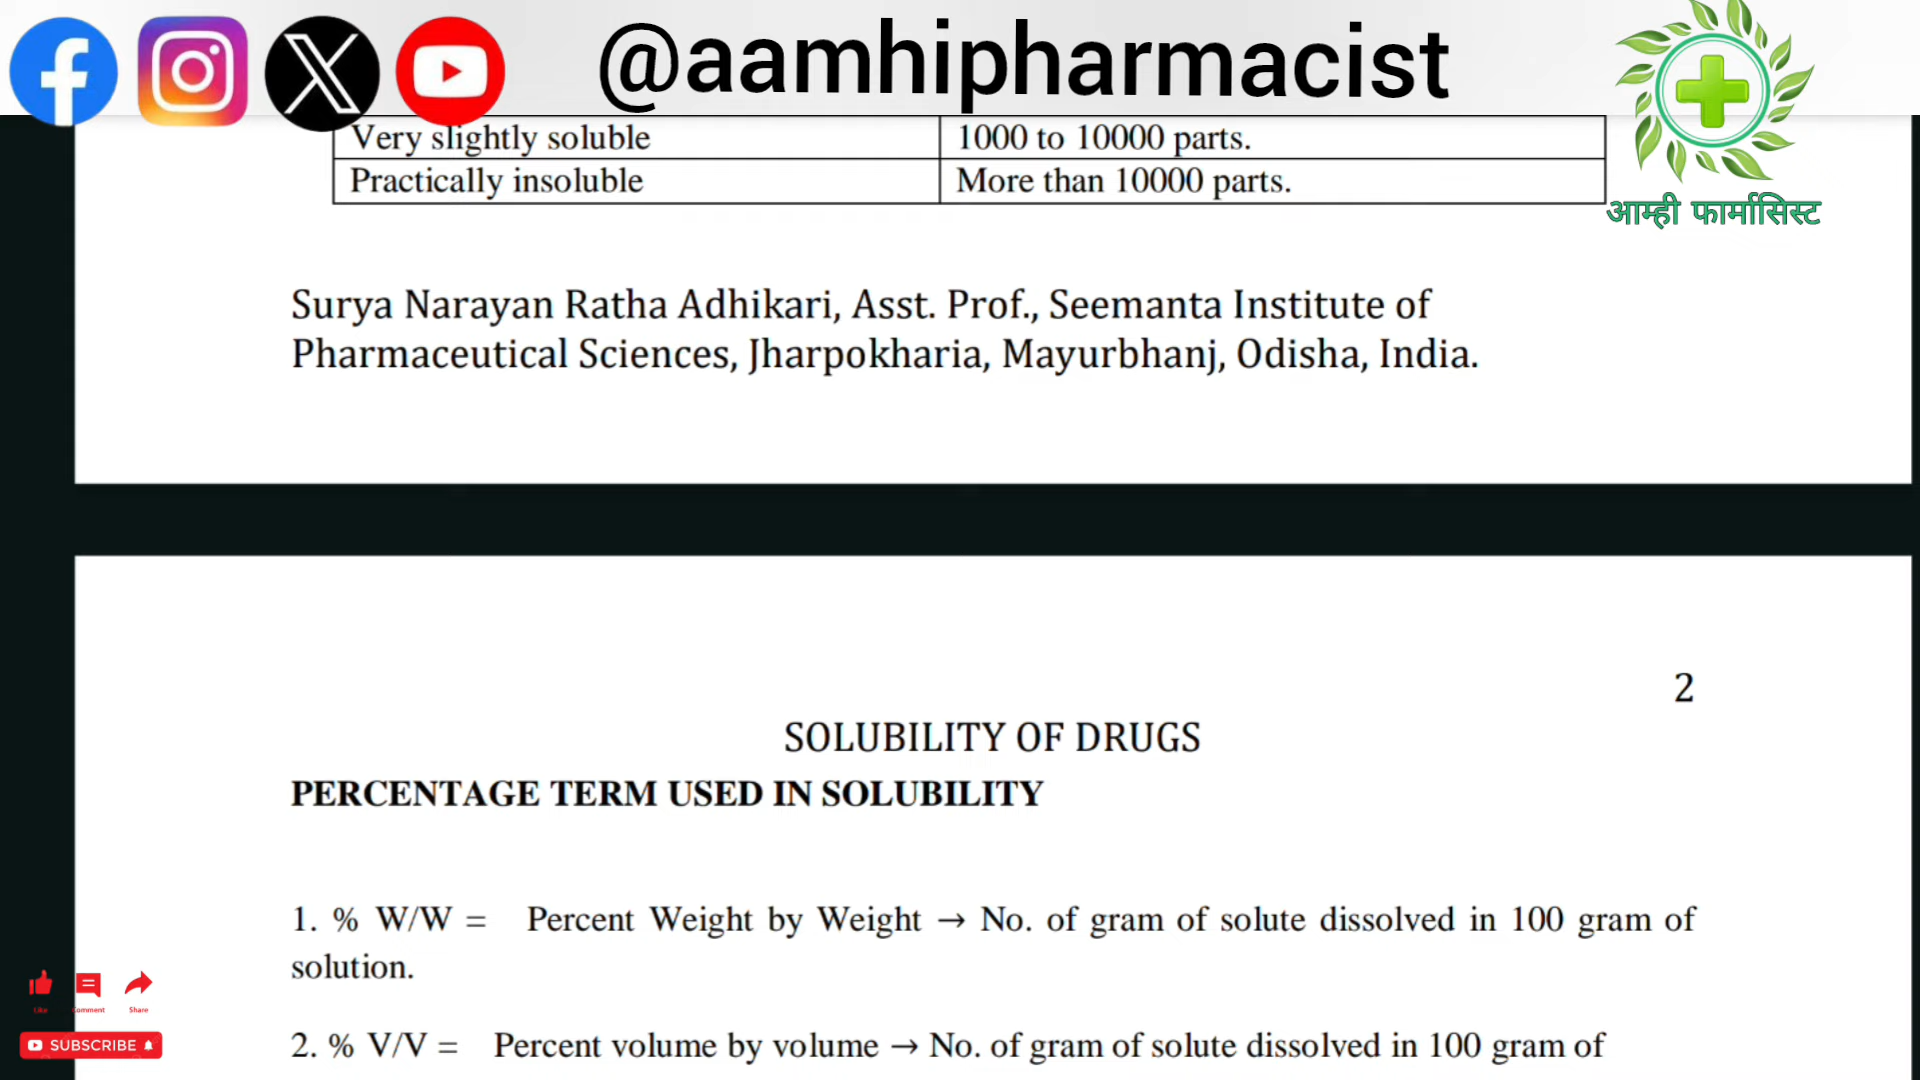 @aamhipharmacist
Very slightly soluble 1000 to 10000 parts.
Practically insoluble More than 10000 parts.
आम्ही फार्मासिस्ट
Surya Narayan Ratha Adhikari, Asst. Prof., Seemanta Institute of
Pharmaceutical Sciences, Jharpokharia, Mayurbhanj, Odisha, India.
2
SOLUBILITY OF DRUGS
PERCENTAGE TERM USED IN SOLUBILITY
1. % W/W = Percent Weight by Weight → No. of gram of solute dissolved in 100 gram of
solution.
2. % V/V = Percent volume by volume → No. of gram of solute dissolved in 100 gram of
Like Comment Share
SUBSCRIBE